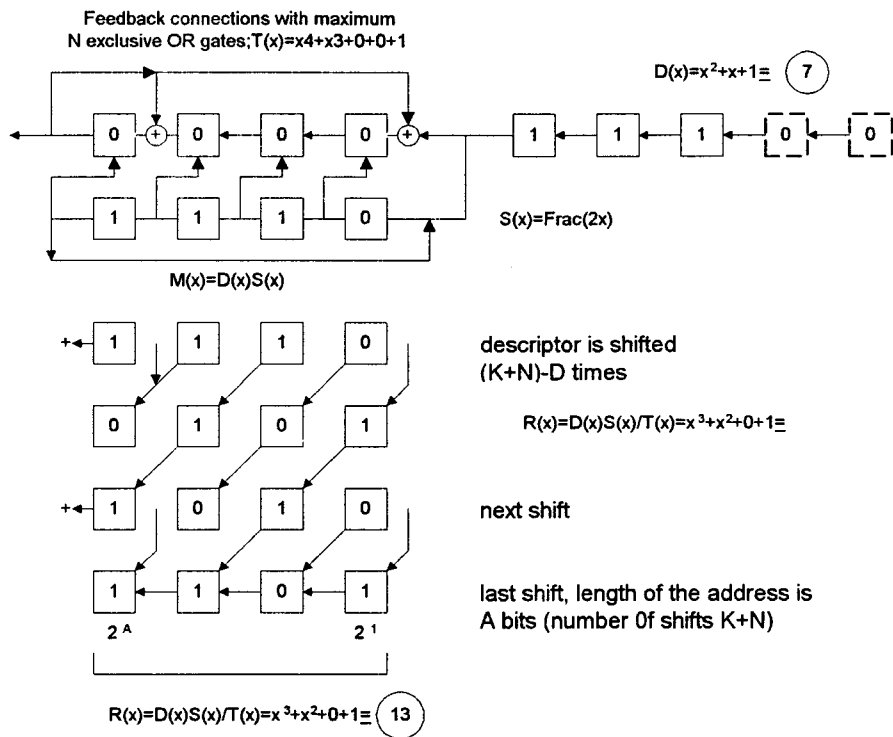 Feedback connections with maximum
N exclusive OR gates;T(x)=x4+x3+0+0+1
D(x)=x²+x+1≡ 7
0 + 0 0 0 + 1 1 1 0 0
1 1 1 0
S(x)=Frac(2x)
M(x)=D(x)S(x)
+ 1 1 1 0
descriptor is shifted
(K+N)-D times
0 1 0 1
R(x)=D(x)S(x)/T(x)=x³+x²+0+1≡
+ 1 0 1 0
next shift
1 1 0 1
last shift, length of the address is
A bits (number 0f shifts K+N)
2ᴬ 2¹
R(x)=D(x)S(x)/T(x)=x³+x²+0+1≡ 13